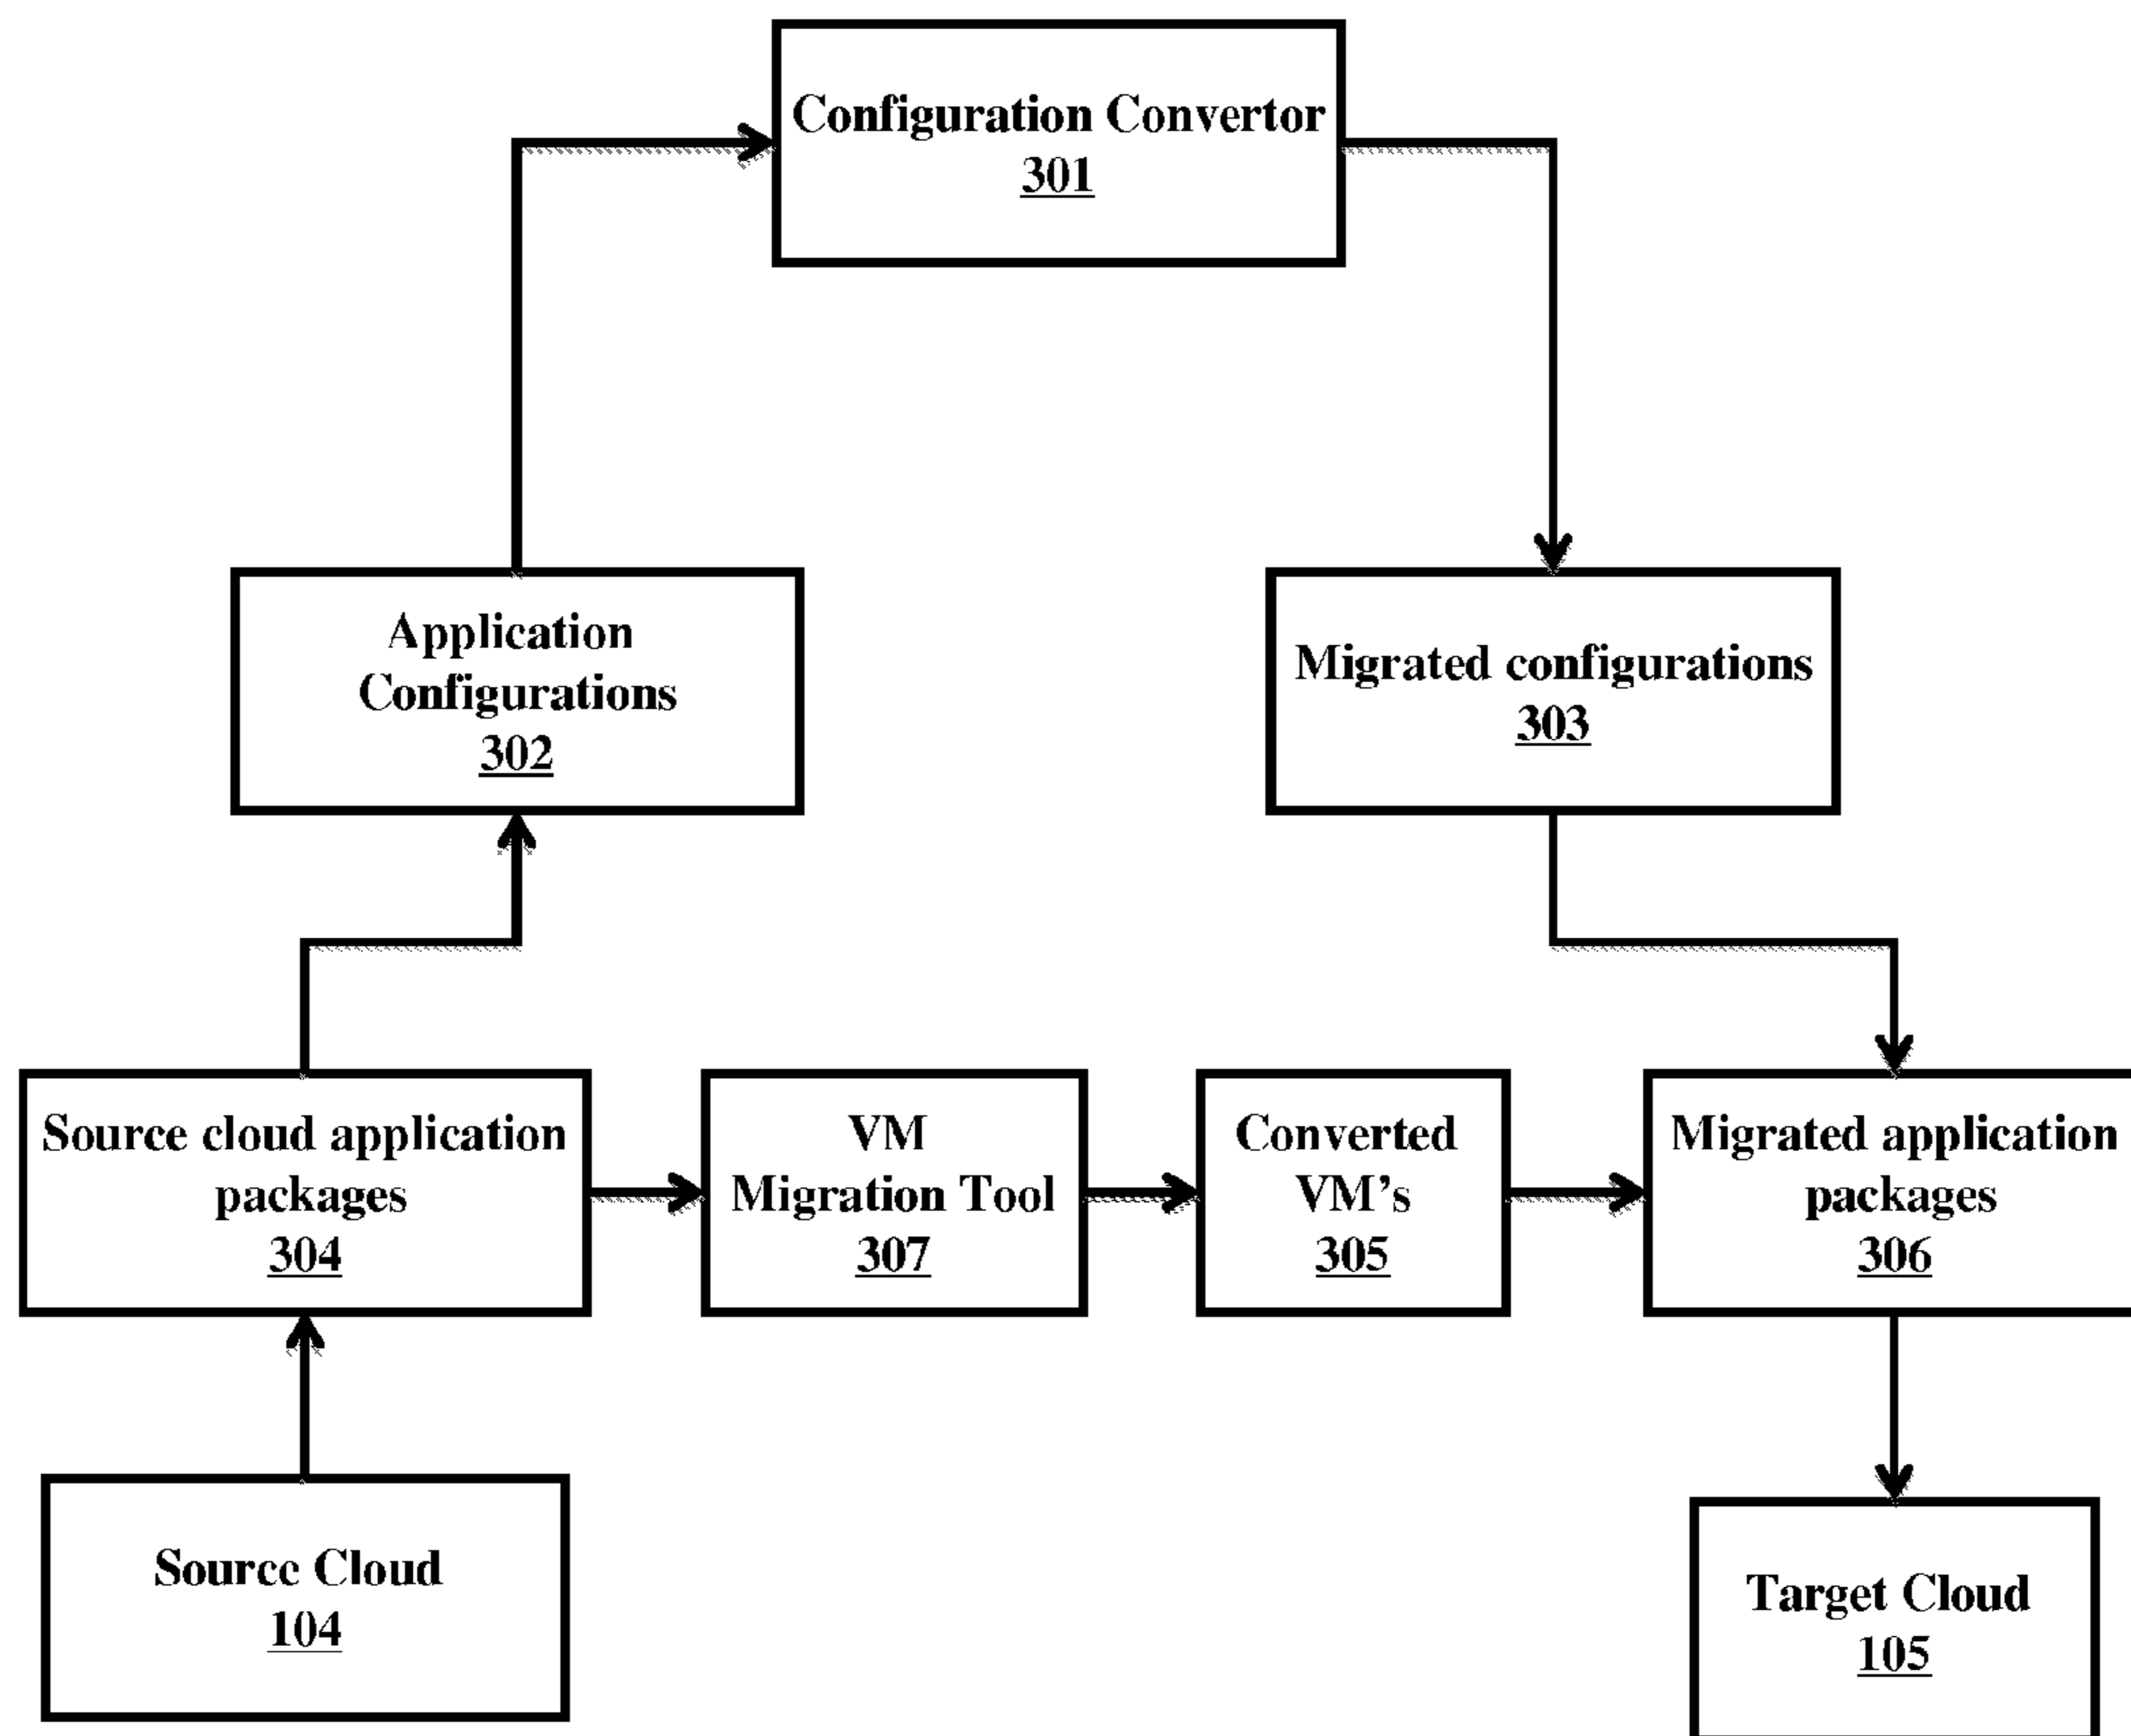 Configuration Convertor
301
Application
Configurations
302
Migrated configurations
303
Source cloud application
packages
304
VM
Migration Tool
307
Converted
VM's
305
Migrated application
packages
306
Source Cloud
104
Target Cloud
105